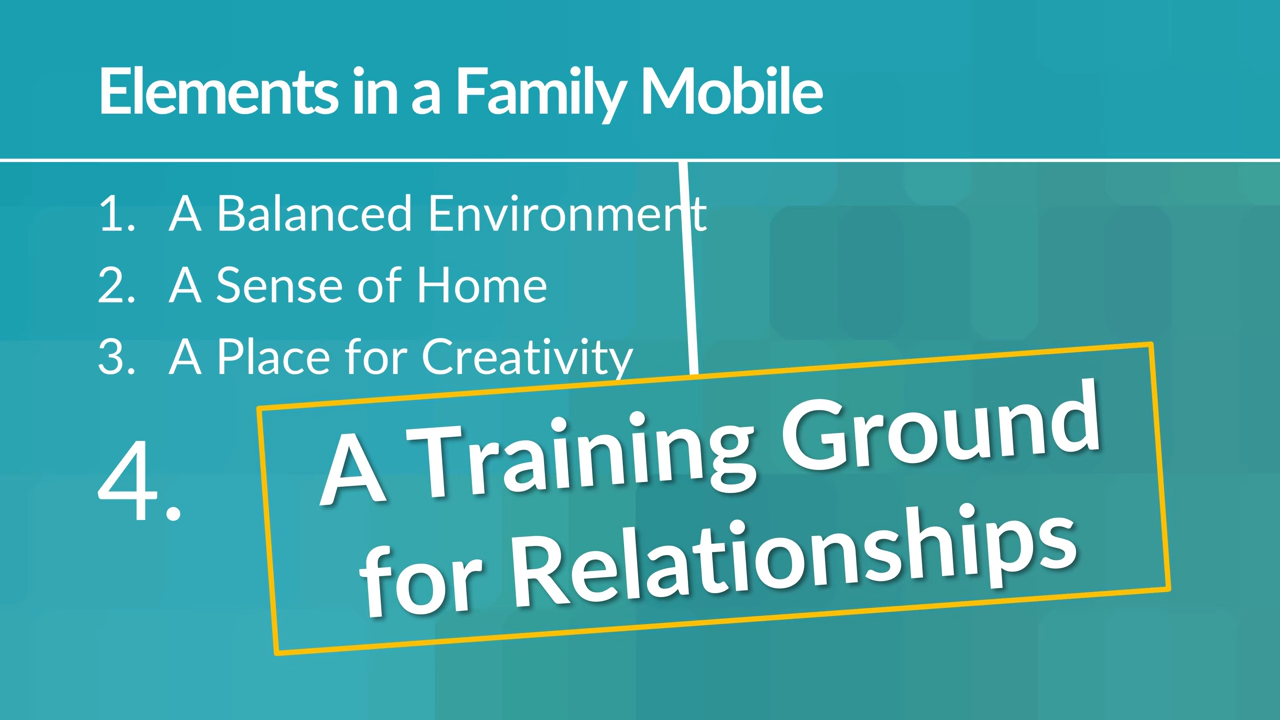 Elements in a Family Mobile
1. A Balanced Environment
2. A Sense of Home
3. A Place for Creativity
4. A Training Ground
for Relationships